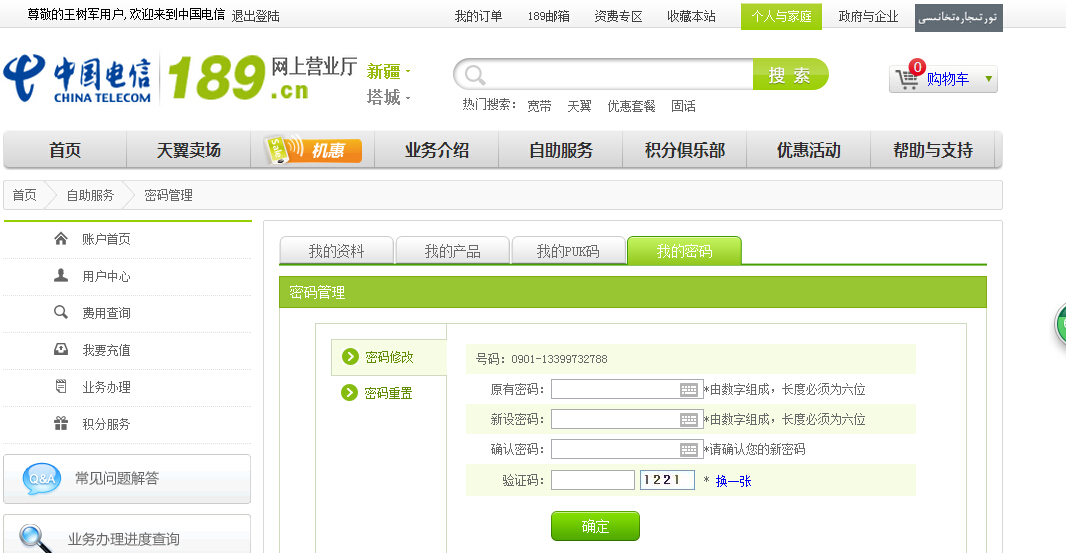 尊敬的王树军用户, 欢迎来到中国电信 退出登陆 我的订单 189邮箱 资费专区 收藏本站 个人与家庭 政府与企业 ئۇيغۇرچە
中国电信 CHINA TELECOM 189.cn 网上营业厅 新疆 塔城
搜 索
热门搜索： 宽带 天翼 优惠套餐 固话
0 购物车
首页 天翼卖场 Sale 机惠 业务介绍 自助服务 积分俱乐部 优惠活动 帮助与支持
首页 自助服务 密码管理
账户首页
用户中心
费用查询
我要充值
业务办理
积分服务
Q&A 常见问题解答
业务办理进度查询
我的资料 我的产品 我的PUK码 我的密码
密码管理
密码修改
密码重置
号码： 0901-13399732788
原有密码： *由数字组成，长度必须为六位
新设密码： *由数字组成，长度必须为六位
确认密码： *请确认您的新密码
验证码： 1221 * 换一张
确定